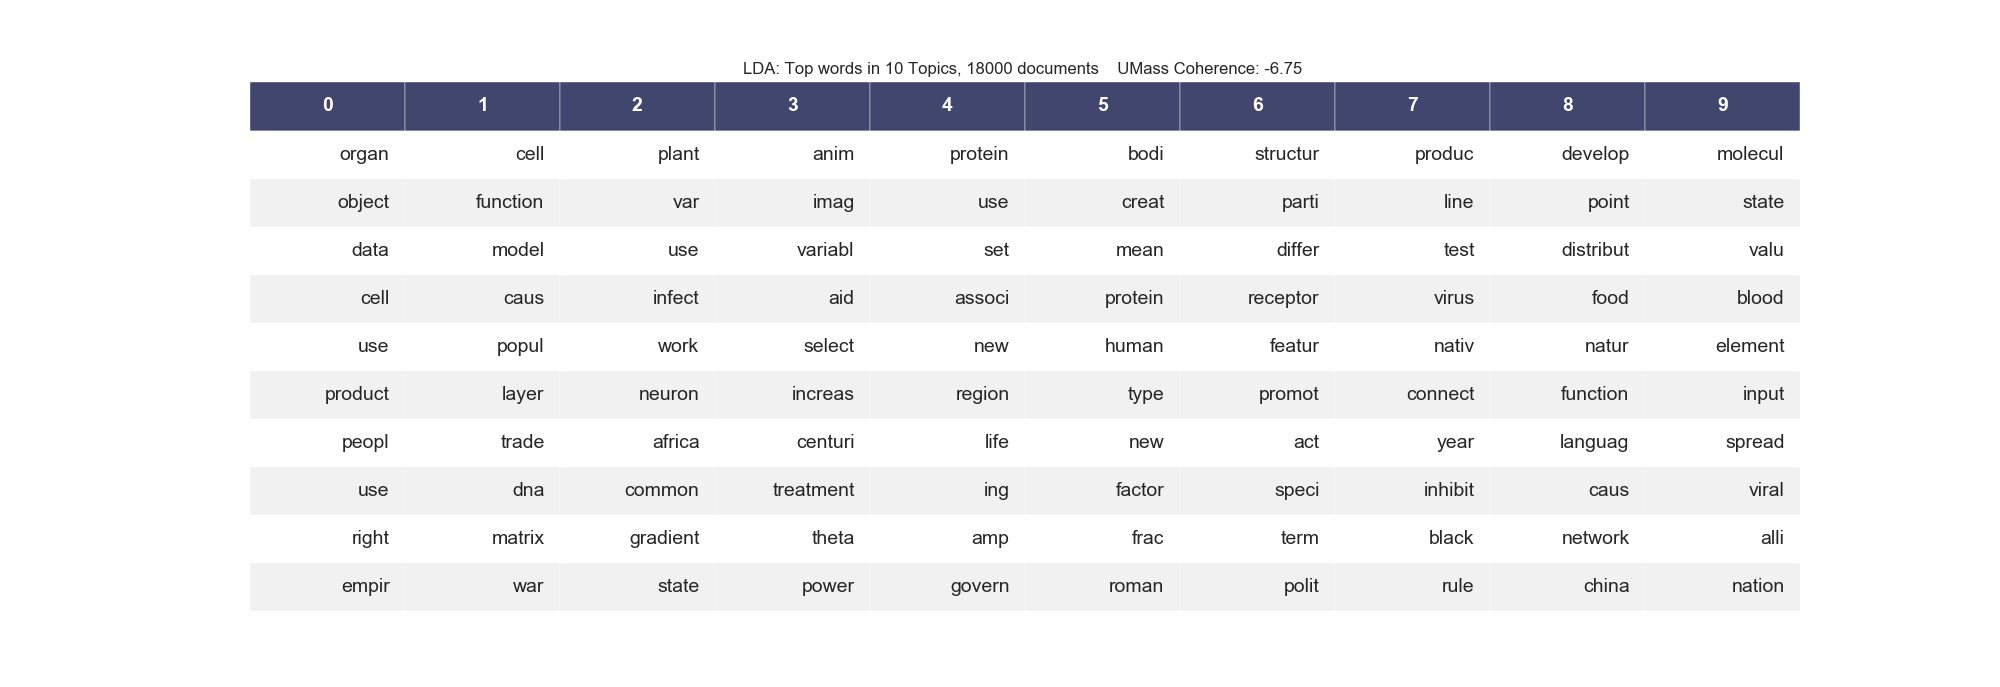 LDA: Top words in 10 Topics, 18000 documents    UMass Coherence: -6.75
0 1 2 3 4 5 6 7 8 9
organ cell plant anim protein bodi structur produc develop molecul
object function var imag use creat parti line point state
data model use variabl set mean differ test distribut valu
cell caus infect aid associ protein receptor virus food blood
use popul work select new human featur nativ natur element
product layer neuron increas region type promot connect function input
peopl trade africa centuri life new act year languag spread
use dna common treatment ing factor speci inhibit caus viral
right matrix gradient theta amp frac term black network alli
empir war state power govern roman polit rule china nation